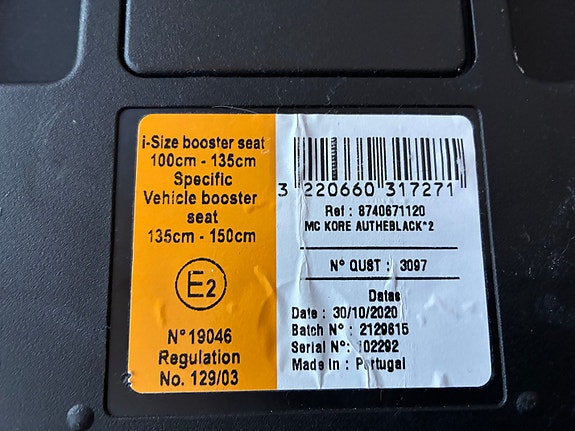 i-Size booster seat
100cm - 135cm
Specific
Vehicle booster
seat
135cm - 150cm
E2
N° 19046
Regulation
No. 129/03
3 220660 317271
Ref : 8740671120
MC KORE AUTHEBLACK*2
N° QUST : 3097
Dates
Date : 30/10/2020
Batch N° : 2129615
Serial N°: 102292
Made in : Portugal